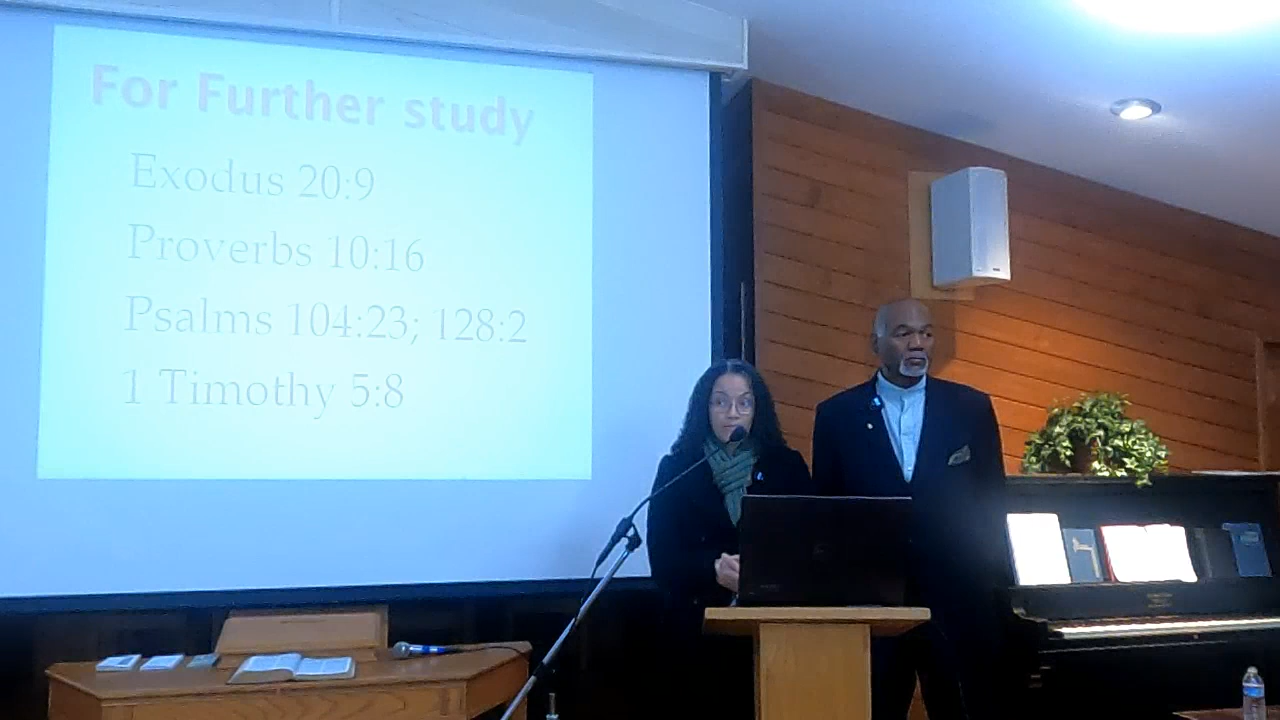 For Further study
Exodus 20:9
Proverbs 10:16
Psalms 104:23; 128:2
1 Timothy 5:8